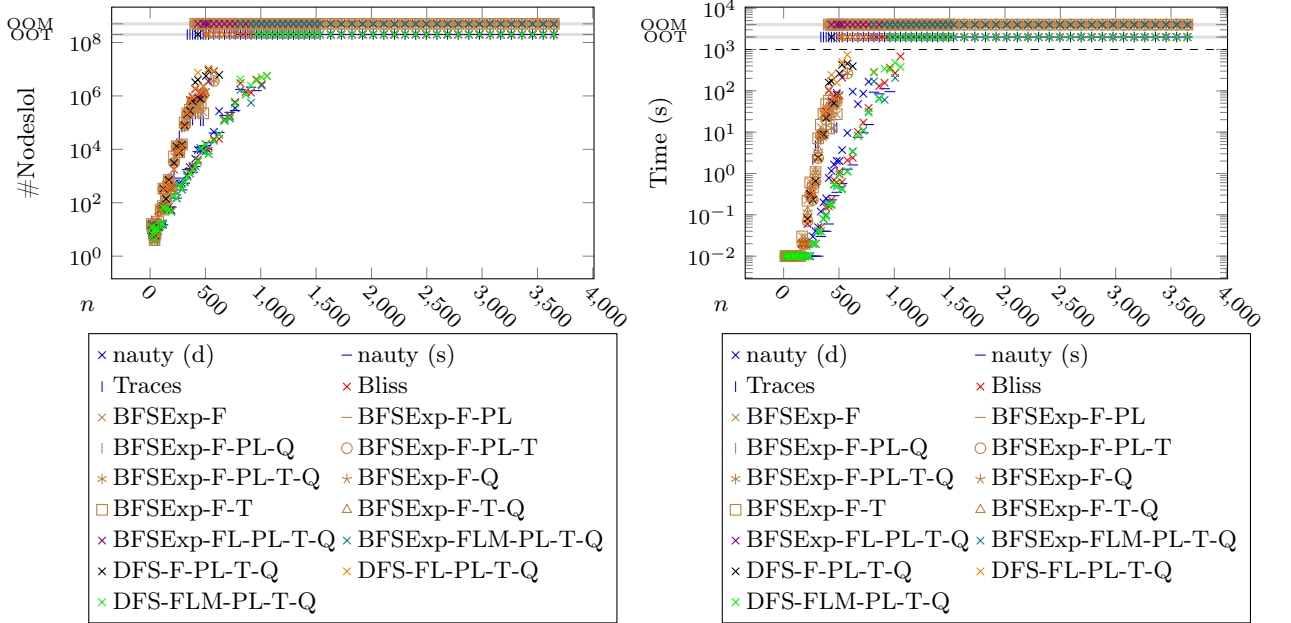 OOM
OOT
10^8
10^6
10^4
10^2
10^0
#Nodeslol
n
0
500
1,000
1,500
2,000
2,500
3,000
3,500
4,000
× nauty (d)
− nauty (s)
| Traces
× Bliss
× BFSExp-F
− BFSExp-F-PL
| BFSExp-F-PL-Q
○ BFSExp-F-PL-T
∗ BFSExp-F-PL-T-Q
⋆ BFSExp-F-Q
□ BFSExp-F-T
△ BFSExp-F-T-Q
× BFSExp-FL-PL-T-Q
× BFSExp-FLM-PL-T-Q
× DFS-F-PL-T-Q
× DFS-FL-PL-T-Q
× DFS-FLM-PL-T-Q
OOM
OOT
10^4
10^3
10^2
10^1
10^0
10^−1
10^−2
Time (s)
n
0
500
1,000
1,500
2,000
2,500
3,000
3,500
4,000
× nauty (d)
− nauty (s)
| Traces
× Bliss
× BFSExp-F
− BFSExp-F-PL
| BFSExp-F-PL-Q
○ BFSExp-F-PL-T
∗ BFSExp-F-PL-T-Q
⋆ BFSExp-F-Q
□ BFSExp-F-T
△ BFSExp-F-T-Q
× BFSExp-FL-PL-T-Q
× BFSExp-FLM-PL-T-Q
× DFS-F-PL-T-Q
× DFS-FL-PL-T-Q
× DFS-FLM-PL-T-Q